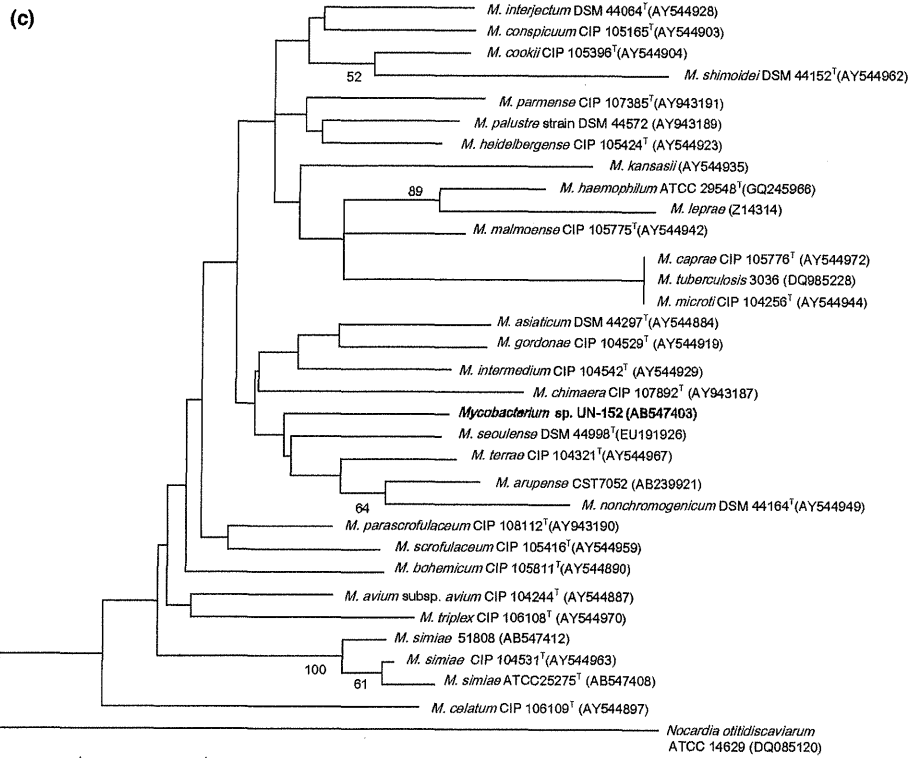 (c)
M. interjectum DSM 44064T(AY544928)
M. conspicuum CIP 105165T(AY544903)
M. cookii CIP 105396T(AY544904)
52
M. shimoidei DSM 44152T(AY544962)
M. parmense CIP 107385T(AY943191)
M. palustre strain DSM 44572 (AY943189)
M. heidelbergense CIP 105424T(AY544923)
M. kansasii (AY544935)
89
M. haemophilum ATCC 29548T(GQ245966)
M. leprae (Z14314)
M. malmoense CIP 105775T(AY544942)
M. caprae CIP 105776T (AY544972)
M. tuberculosis 3036 (DQ985228)
M. microti CIP 104256T (AY544944)
M. asiaticum DSM 44297T(AY544884)
M. gordonae CIP 104529T (AY544919)
M. intermedium CIP 104542T (AY544929)
M. chimaera CIP 107892T (AY943187)
Mycobacterium sp. UN-152 (AB547403)
M. seoulense DSM 44998T(EU191926)
M. terrae CIP 104321T(AY544967)
M. arupense CST7052 (AB239921)
64
M. nonchromogenicum DSM 44164T(AY544949)
M. parascrofulaceum CIP 108112T(AY943190)
M. scrofulaceum CIP 105416T(AY544959)
M. bohemicum CIP 105811T(AY544890)
M. avium subsp. avium CIP 104244T (AY544887)
M. triplex CIP 106108T (AY544970)
M. simiae 51808 (AB547412)
100
M. simiae CIP 104531T(AY544963)
61
M. simiae ATCC25275T (AB547408)
M. celatum CIP 106109T (AY544897)
Nocardia otitidiscaviarum
ATCC 14629 (DQ085120)